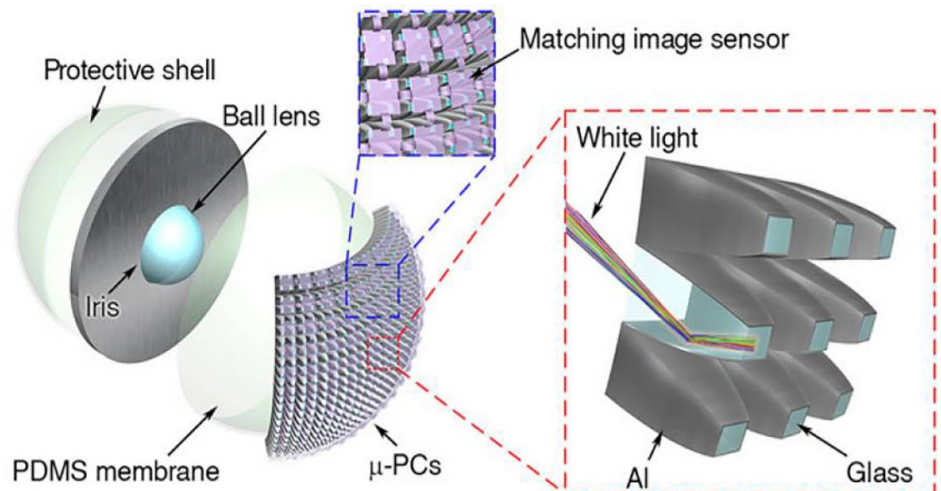 Matching image sensor
Protective shell
Ball lens
White light
Iris
PDMS membrane
μ-PCs
Al
Glass